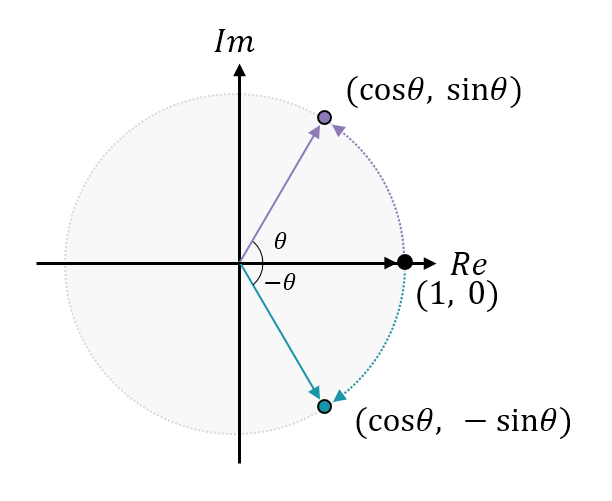 Im
(cosθ, sinθ)
θ
Re
−θ
(1, 0)
(cosθ, − sinθ)